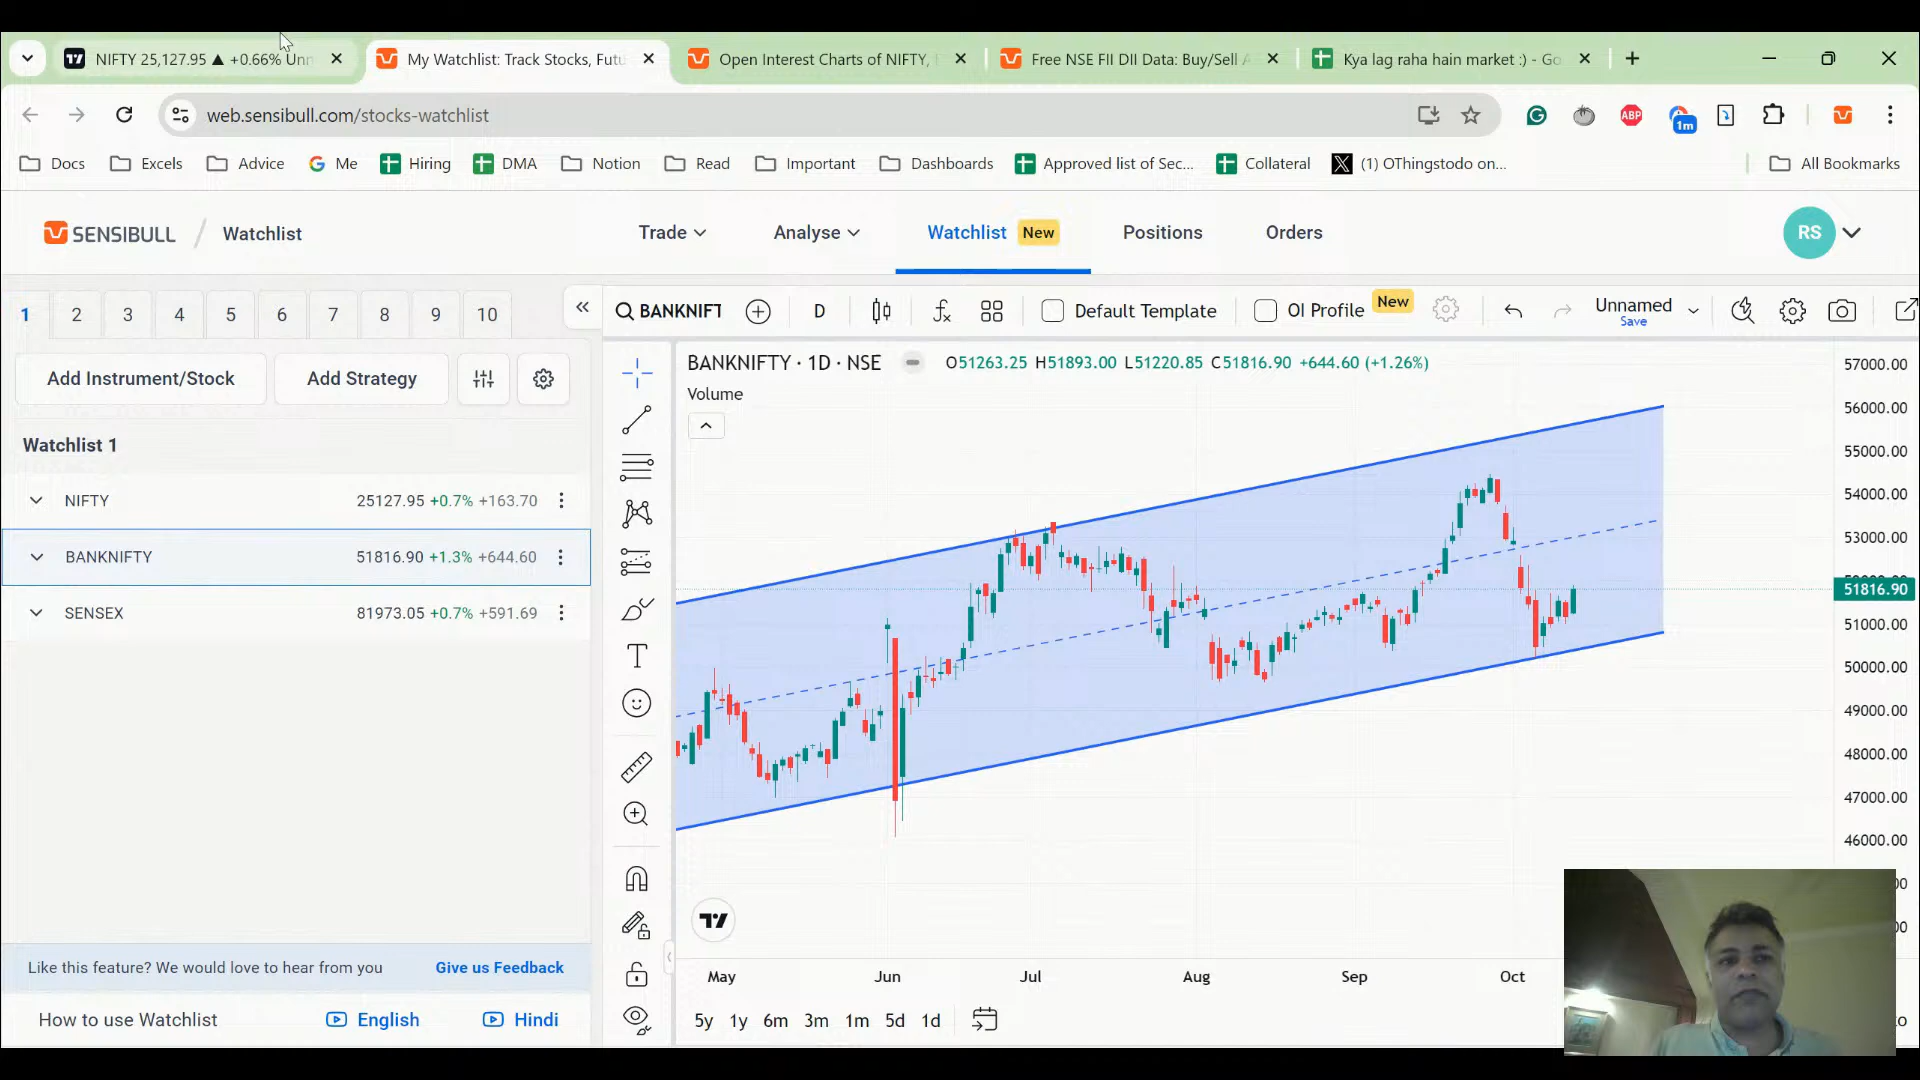 NIFTY 25,127.95 ▲ +0.66% Unn
My Watchlist: Track Stocks, Futu
Open Interest Charts of NIFTY,
Free NSE FII DII Data: Buy/Sell A
Kya lag raha hain market :) - Go
web.sensibull.com/stocks-watchlist
ABP
1m
Docs
Excels
Advice
Me
Hiring
DMA
Notion
Read
Important
Dashboards
Approved list of Sec...
Collateral
(1) OThingstodo on...
All Bookmarks
SENSIBULL / Watchlist
Trade
Analyse
Watchlist New
Positions
Orders
RS
1 2 3 4 5 6 7 8 9 10
BANKNIFT
D
Default Template
OI Profile New
Unnamed
Save
Add Instrument/Stock
Add Strategy
Watchlist 1
NIFTY 25127.95 +0.7% +163.70
BANKNIFTY 51816.90 +1.3% +644.60
SENSEX 81973.05 +0.7% +591.69
BANKNIFTY · 1D · NSE O51263.25 H51893.00 L51220.85 C51816.90 +644.60 (+1.26%)
Volume
57000.00
56000.00
55000.00
54000.00
53000.00
51816.90
51000.00
50000.00
49000.00
48000.00
47000.00
46000.00
May Jun Jul Aug Sep Oct
5y 1y 6m 3m 1m 5d 1d
Like this feature? We would love to hear from you Give us Feedback
How to use Watchlist English Hindi